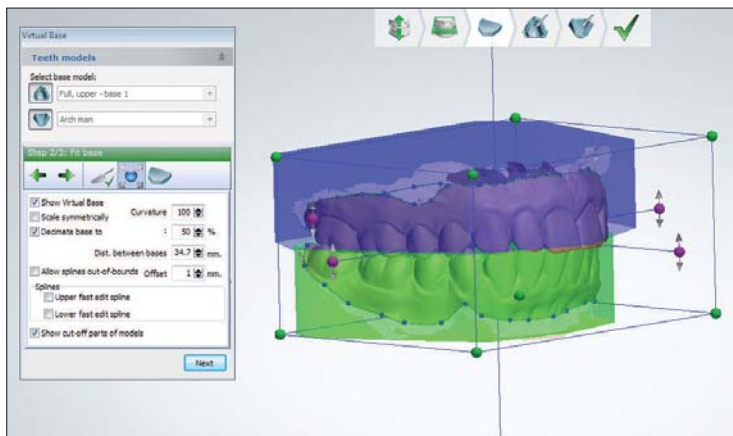 Virtual Base
Teeth models
Select base model:
Full, upper - base 1
Arch man
Step 2/3: Fit base
Show Virtual Base
Scale symmetrically Curvature 100
Decimate base to : 50 %
Dist. between bases 34.7 mm.
Allow splines out-of-bounds Offset 1 mm.
Splines
Upper fast edit spline
Lower fast edit spline
Show cut-off parts of models
Next